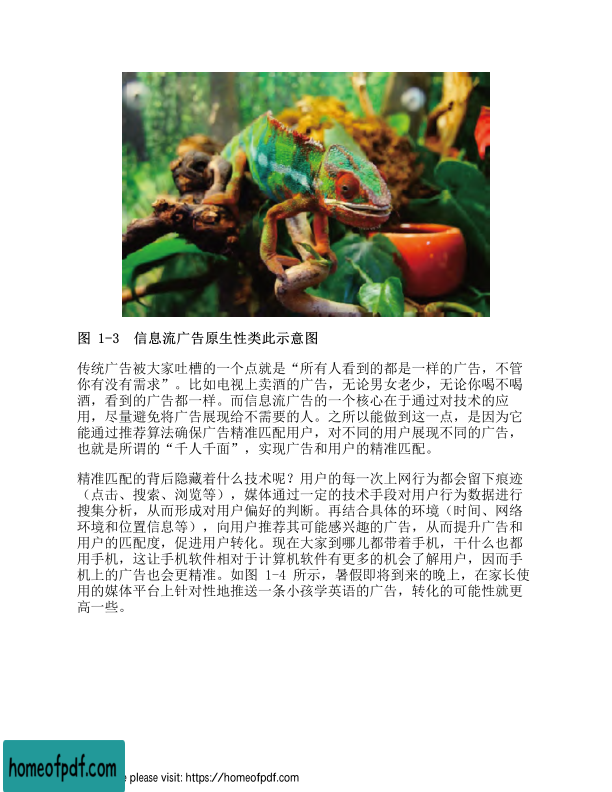 图 1-3 信息流广告原生性类此示意图
传统广告被大家吐槽的一个点就是“所有人看到的都是一样的广告，不管
你有没有需求”。比如电视上卖酒的广告，无论男女老少，无论你喝不喝
酒，看到的广告都一样。而信息流广告的一个核心在于通过对技术的应
用，尽量避免将广告展现给不需要的人。之所以能做到这一点，是因为它
能通过推荐算法确保广告精准匹配用户，对不同的用户展现不同的广告，
也就是所谓的“千人千面”，实现广告和用户的精准匹配。
精准匹配的背后隐藏着什么技术呢？用户的每一次上网行为都会留下痕迹
（点击、搜索、浏览等），媒体通过一定的技术手段对用户行为数据进行
搜集分析，从而形成对用户偏好的判断。再结合具体的环境（时间、网络
环境和位置信息等），向用户推荐其可能感兴趣的广告，从而提升广告和
用户的匹配度，促进用户转化。现在大家到哪儿都带着手机，干什么也都
用手机，这让手机软件相对于计算机软件有更多的机会了解用户，因而手
机上的广告也会更精准。如图 1-4 所示，暑假即将到来的晚上，在家长使
用的媒体平台上针对性地推送一条小孩学英语的广告，转化的可能性就更
高一些。
homeofpdf.com
please visit: https://homeofpdf.com